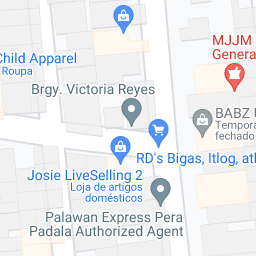 Child Apparel
Roupa
MJJM
Genera
Brgy. Victoria Reyes
BABZ
Tempora
fechado
RD's Bigas, Itlog, at
Josie LiveSelling 2
Loja de artigos
domésticos
Palawan Express Pera
Padala Authorized Agent